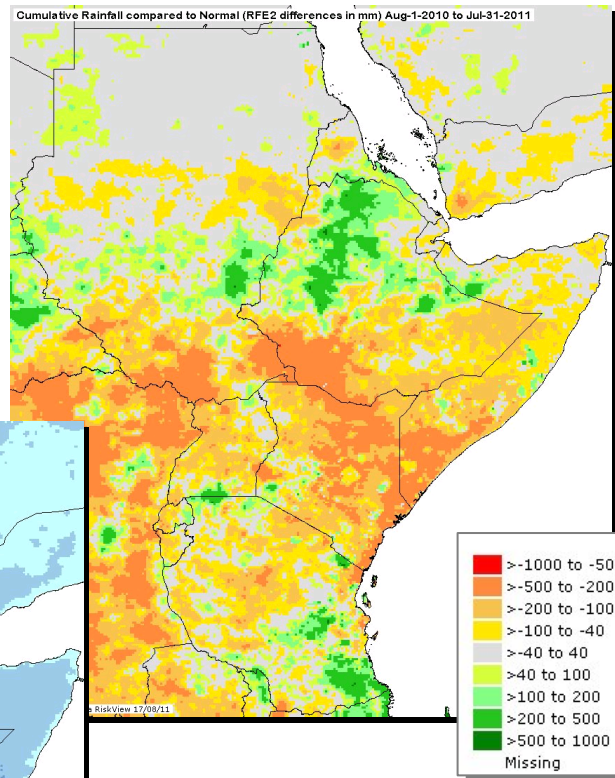 Cumulative Rainfall compared to Normal (RFE2 differences in mm) Aug-1-2010 to Jul-31-2011
>-1000 to -50
>-500 to -200
>-200 to -100
>-100 to -40
>-40 to 40
>40 to 100
>100 to 200
>200 to 500
>500 to 1000
Missing
a RiskView 17/08/11